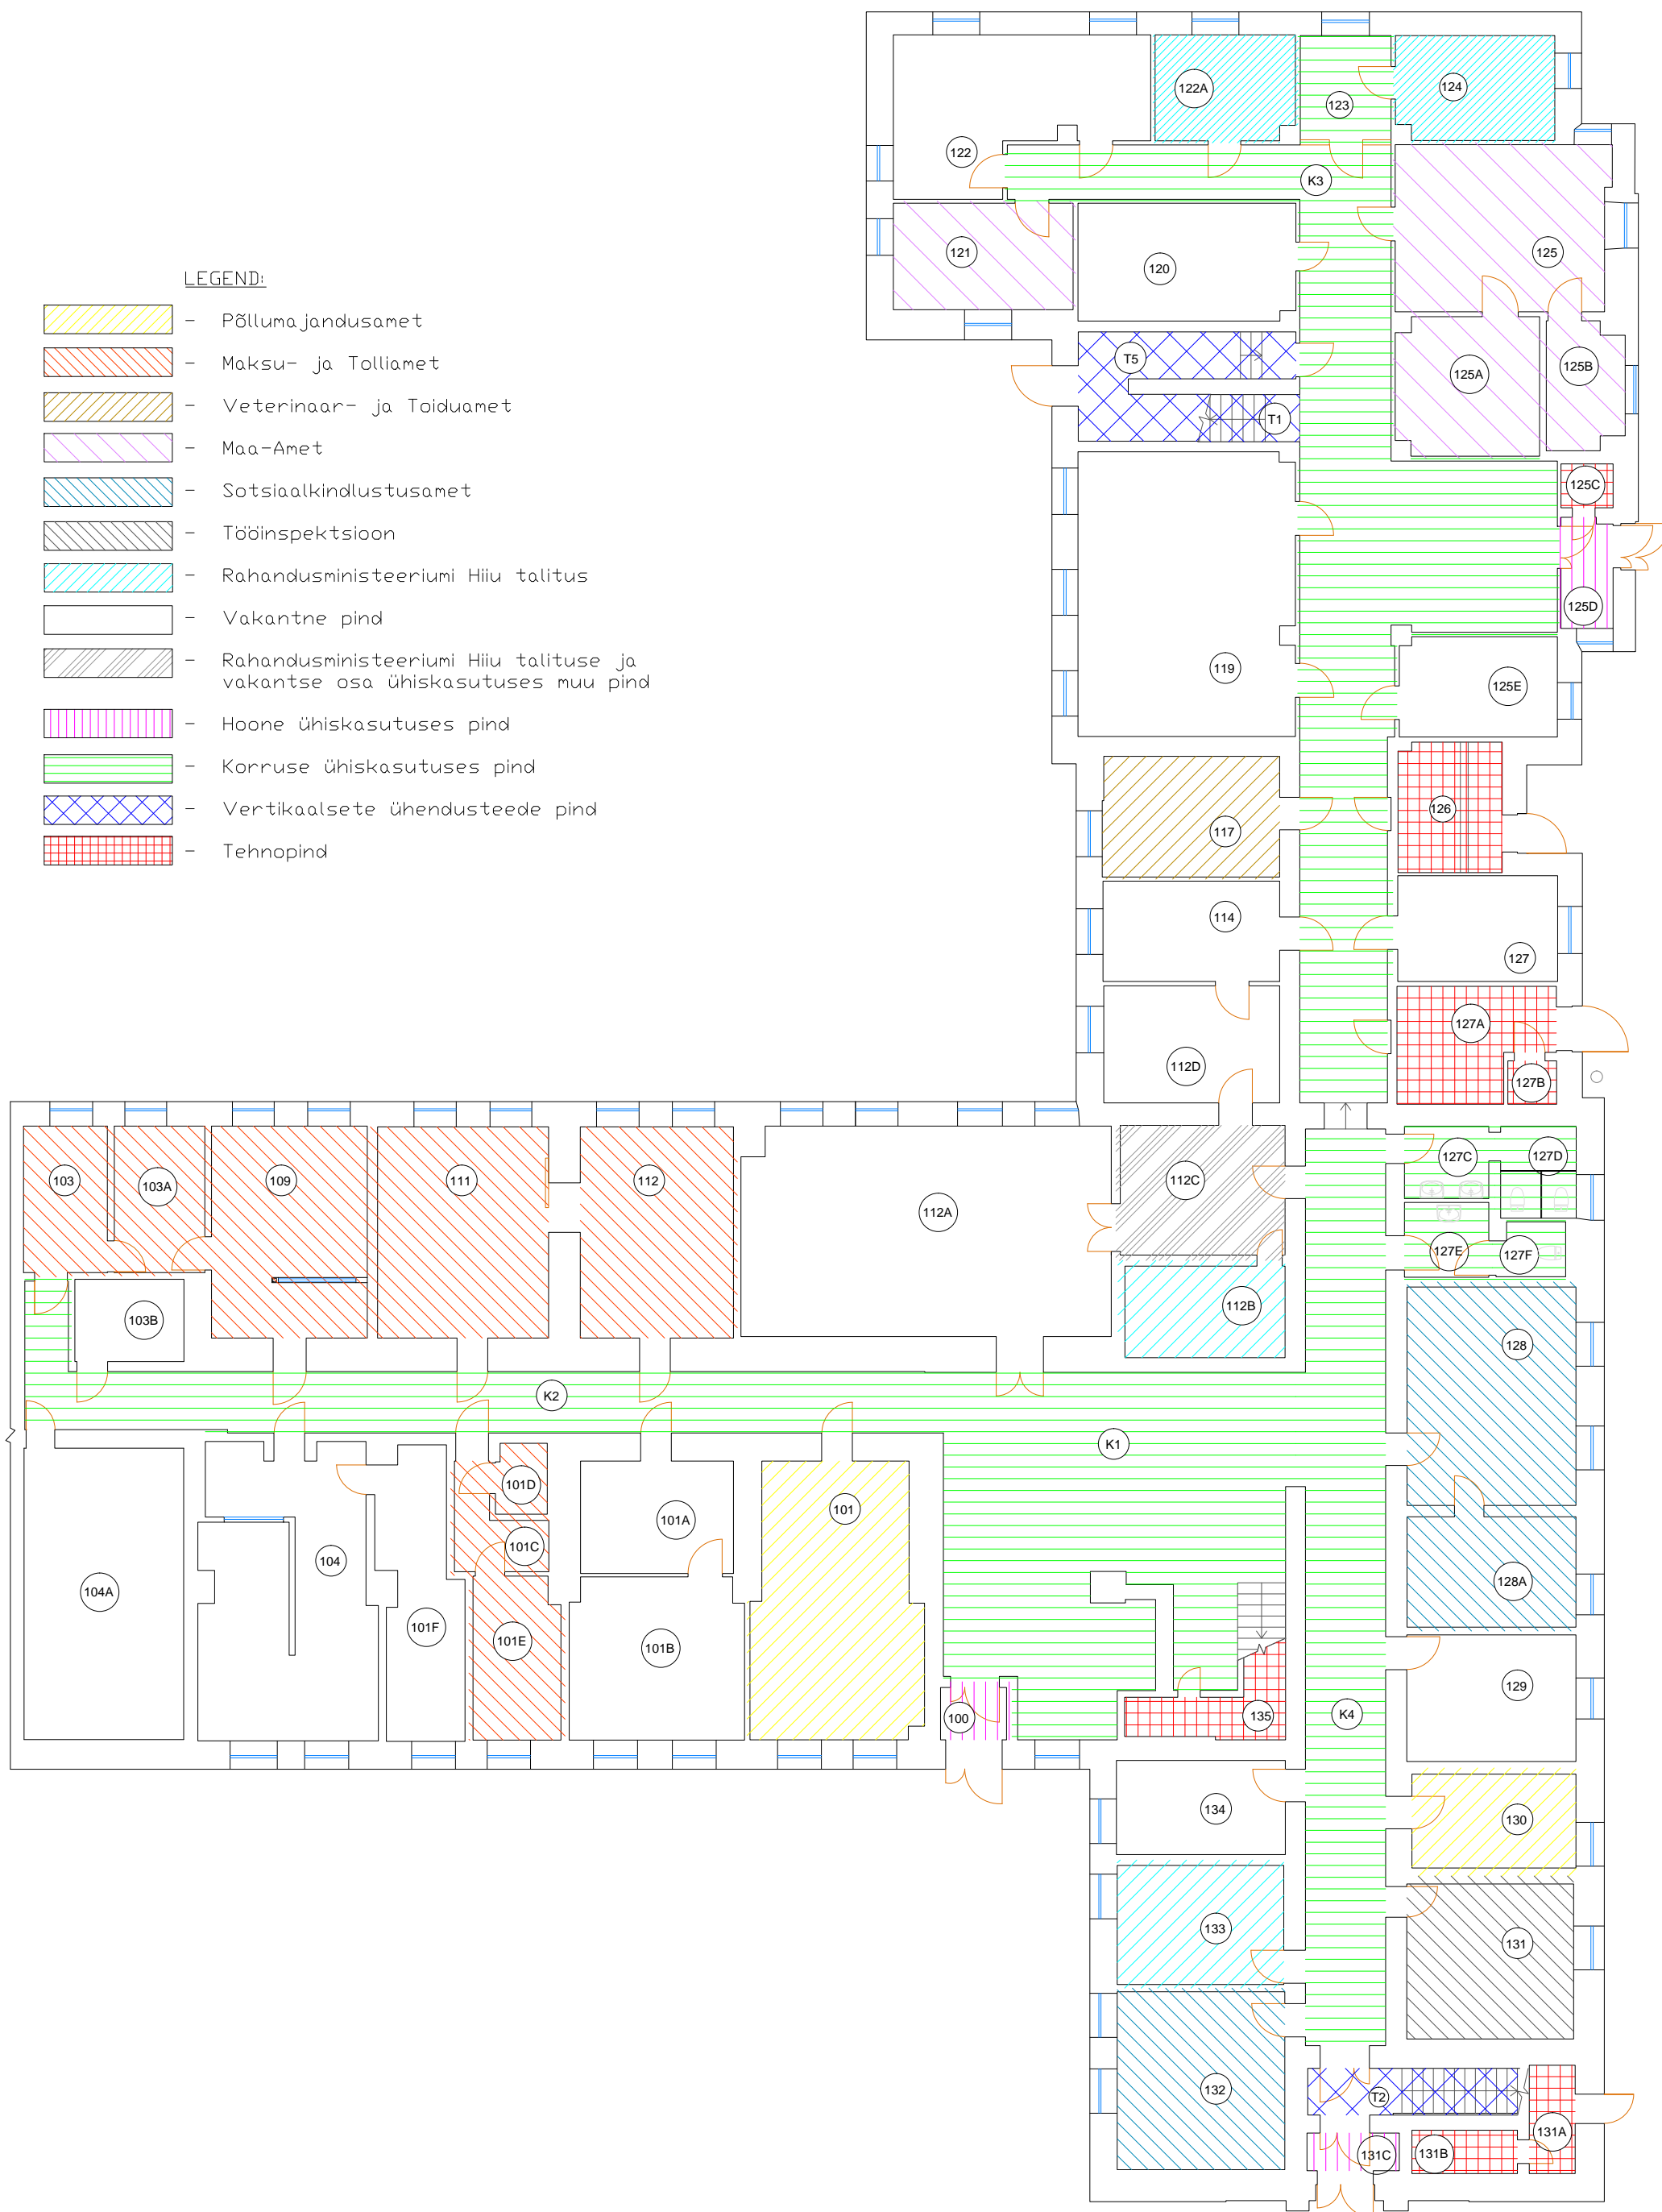 LEGEND:
- Põllumajandusamet
- Maksu- ja Tolliamet
- Veterinaar- ja Toiduamet
- Maa-Amet
- Sotsiaalkindlustusamet
- Tööinspektsioon
- Rahandusministeeriumi Hiiu talitus
- Vakantne pind
- Rahandusministeeriumi Hiiu talituse ja
vakantse osa ühiskasutuses muu pind
- Hoone ühiskasutuses pind
- Korruse ühiskasutuses pind
- Vertikaalsete ühendusteede pind
- Tehnopind
122A
124
123
122
K3
121
120
125
T5
125A
125B
T1
125C
125D
119
125E
126
117
114
127
127A
112D
127B
103
103A
109
111
112
112A
112C
127C
127D
127E
127F
103B
112B
128
K2
K1
101D
101
101A
101C
104
104A
128A
101F
101E
101B
129
100
135
K4
134
130
133
131
132
T2
131A
131C
131B